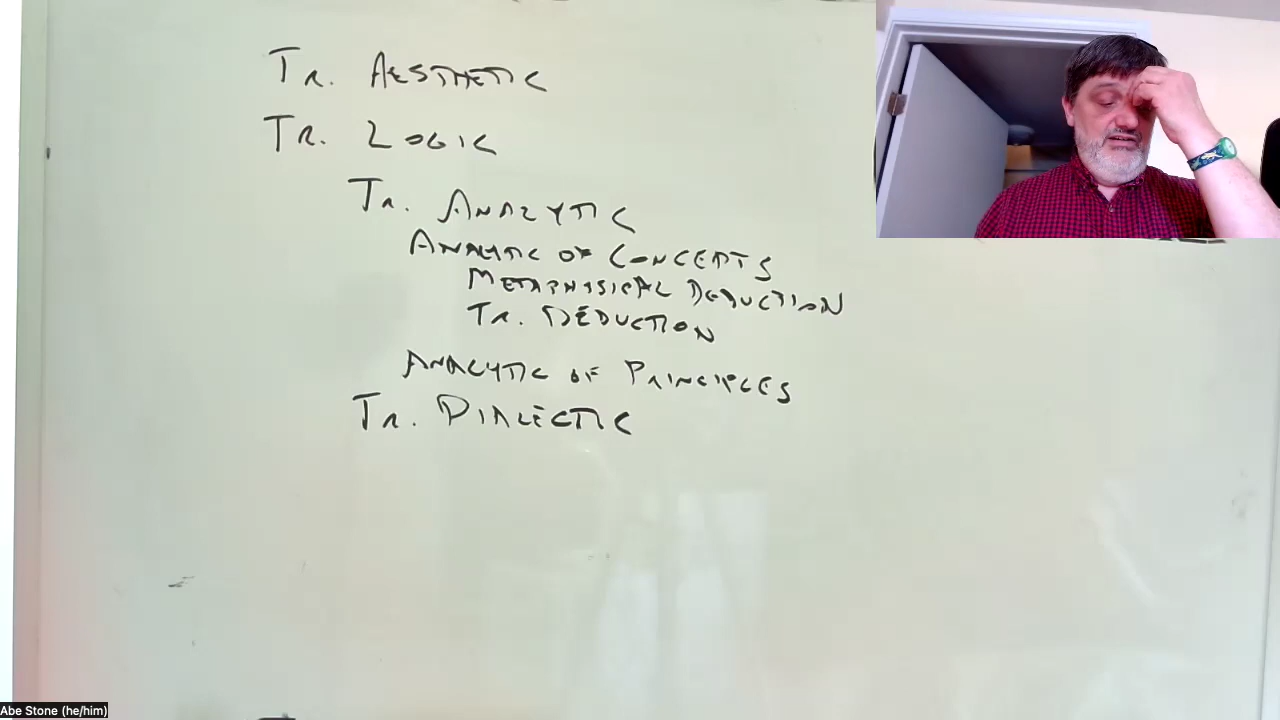 TR. AESTHETIC
TR. LOGIC
TR. ANALYTIC
ANALYTIC OF CONCEPTS
METAPHYSICAL DEDUCTION
TR. DEDUCTION
ANALYTIC OF PRINCIPLES
TR. DIALECTIC
Abe Stone (he/him)